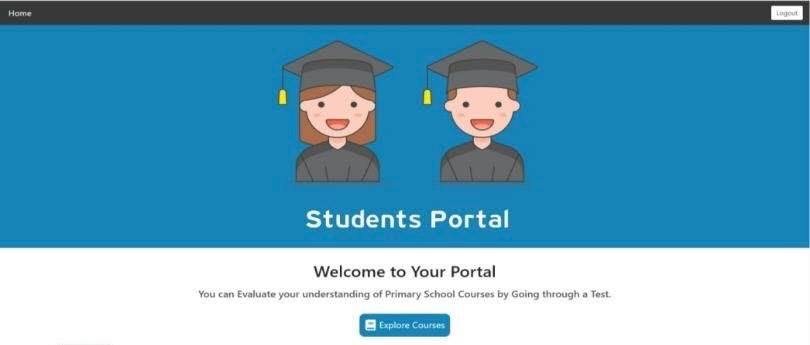 Home
Logout
Students Portal
Welcome to Your Portal
You can Evaluate your understanding of Primary School Courses by Going through a Test.
Explore Courses